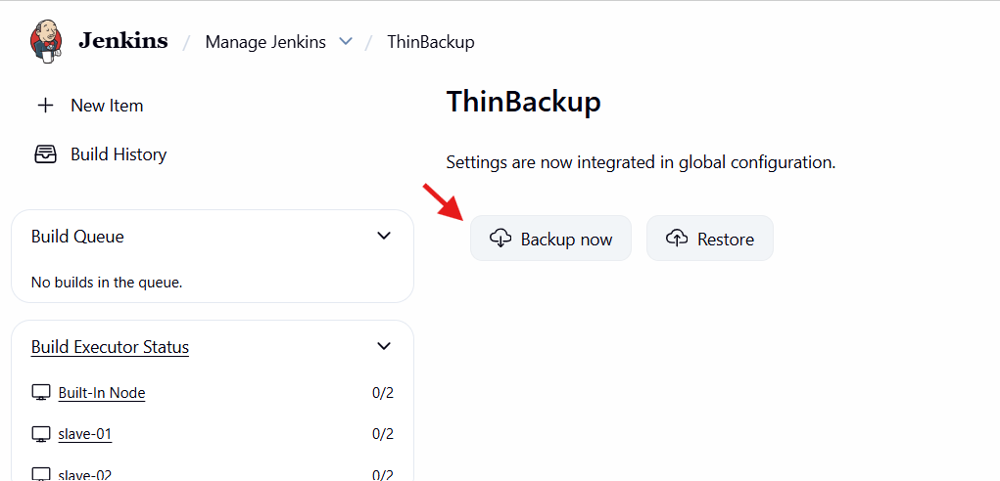 Jenkins / Manage Jenkins / ThinBackup
New Item
Build History
Build Queue
No builds in the queue.
Build Executor Status
Built-In Node 0/2
slave-01 0/2
slave-02 0/2
ThinBackup
Settings are now integrated in global configuration.
Backup now Restore